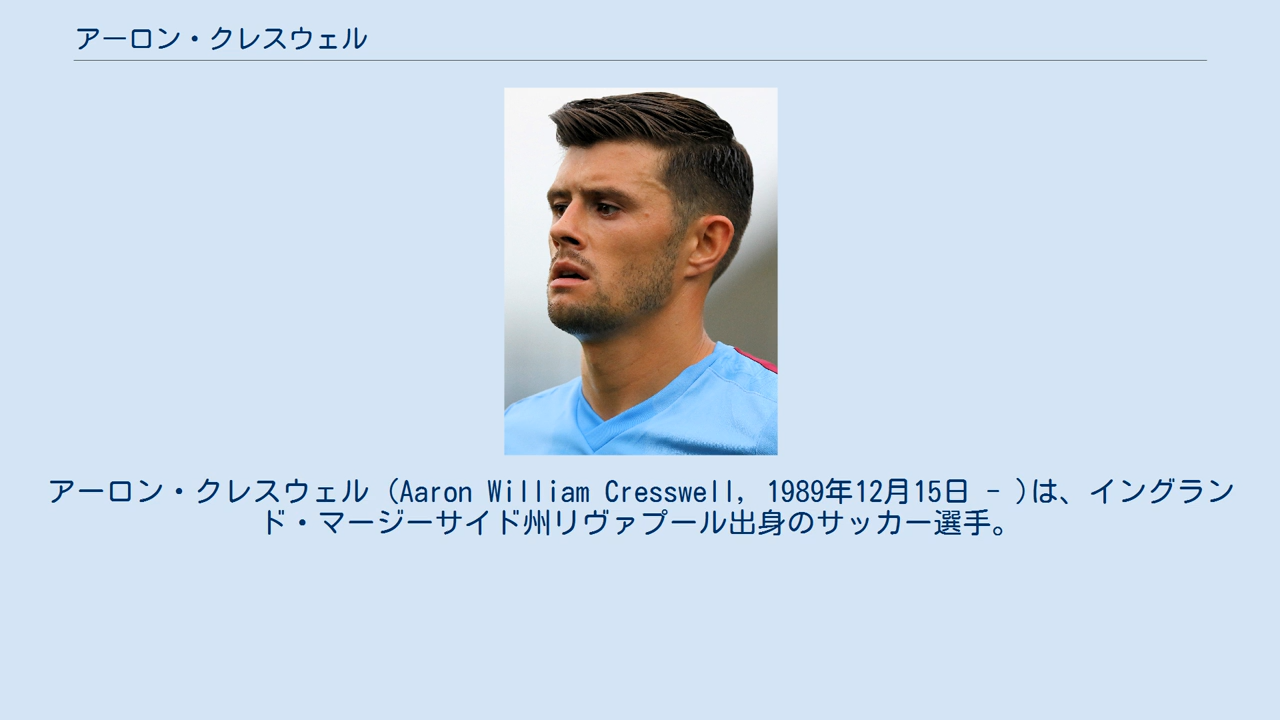 アーロン・クレスウェル
アーロン・クレスウェル (Aaron William Cresswell, 1989年12月15日 - )は、イングラン
ド・マージーサイド州リヴァプール出身のサッカー選手。